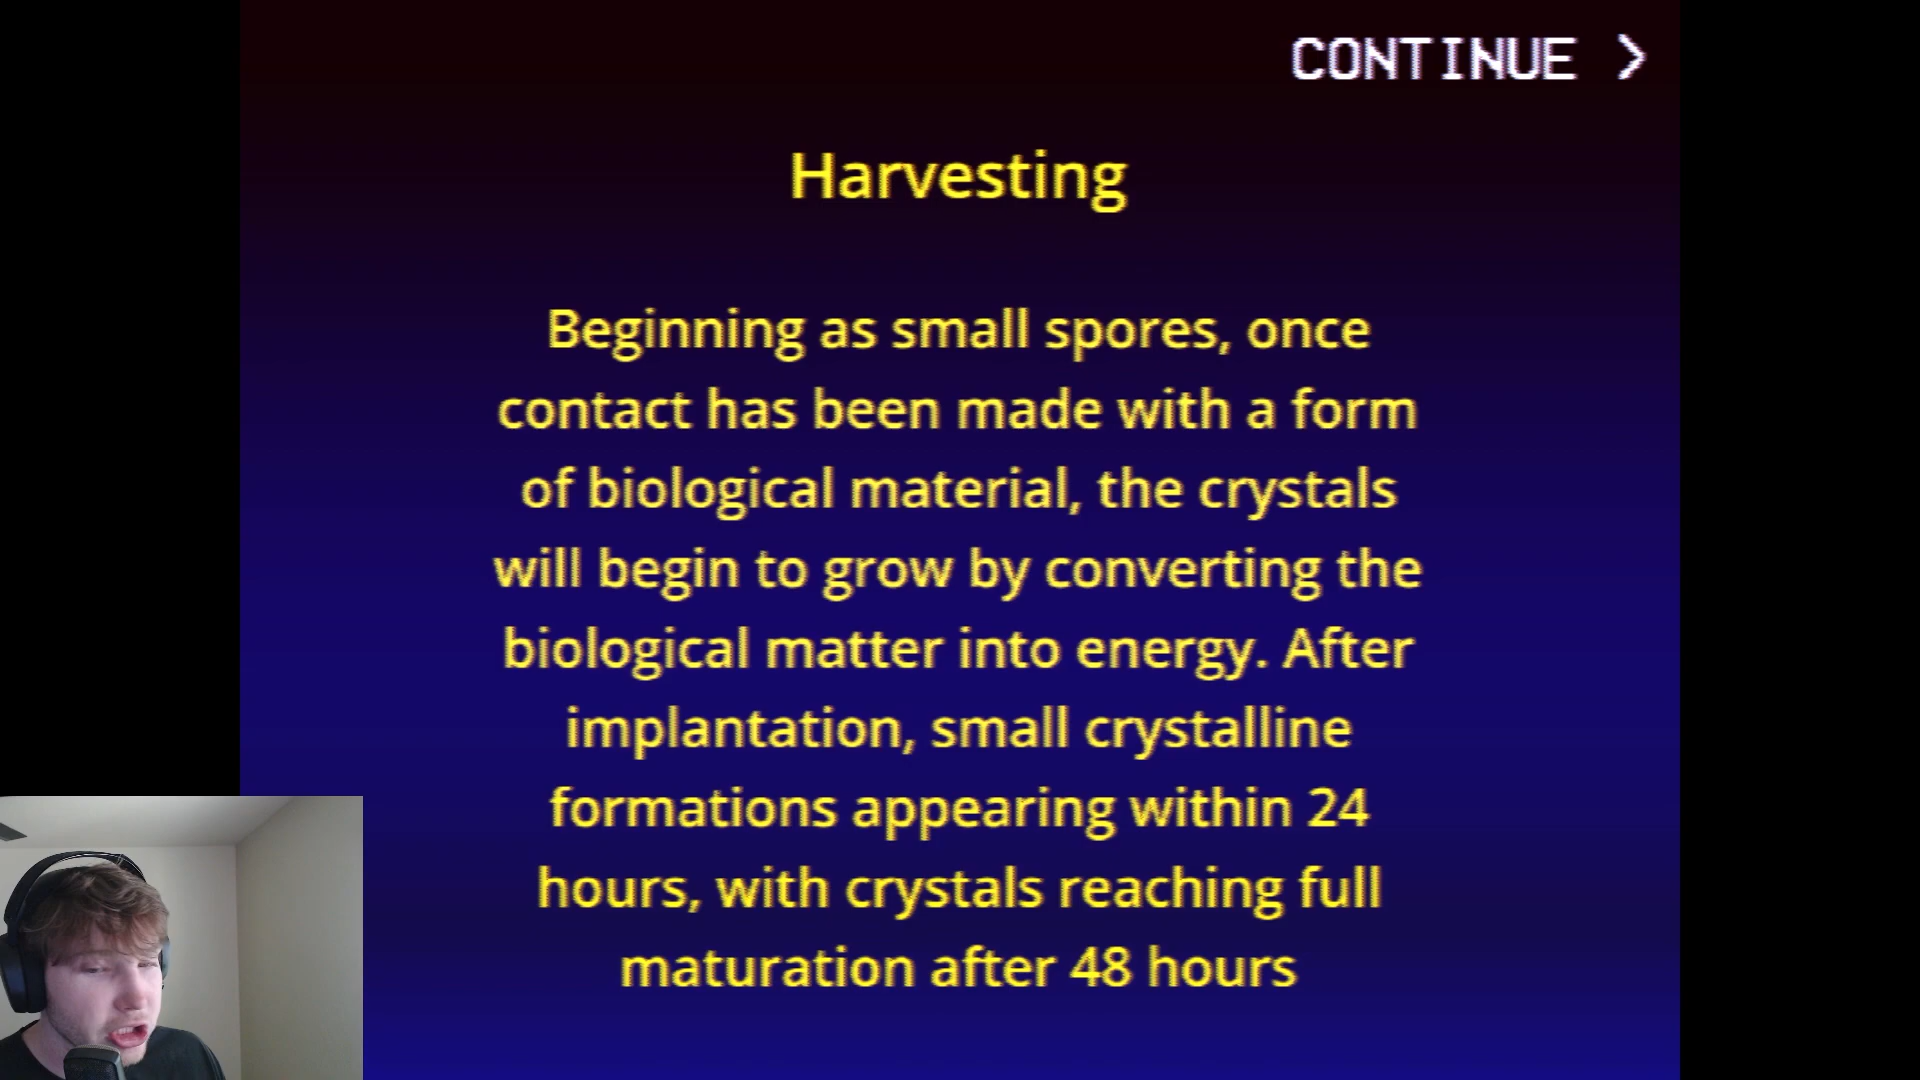 CONTINUE >
Harvesting
Beginning as small spores, once
contact has been made with a form
of biological material, the crystals
will begin to grow by converting the
biological matter into energy. After
implantation, small crystalline
formations appearing within 24
hours, with crystals reaching full
maturation after 48 hours